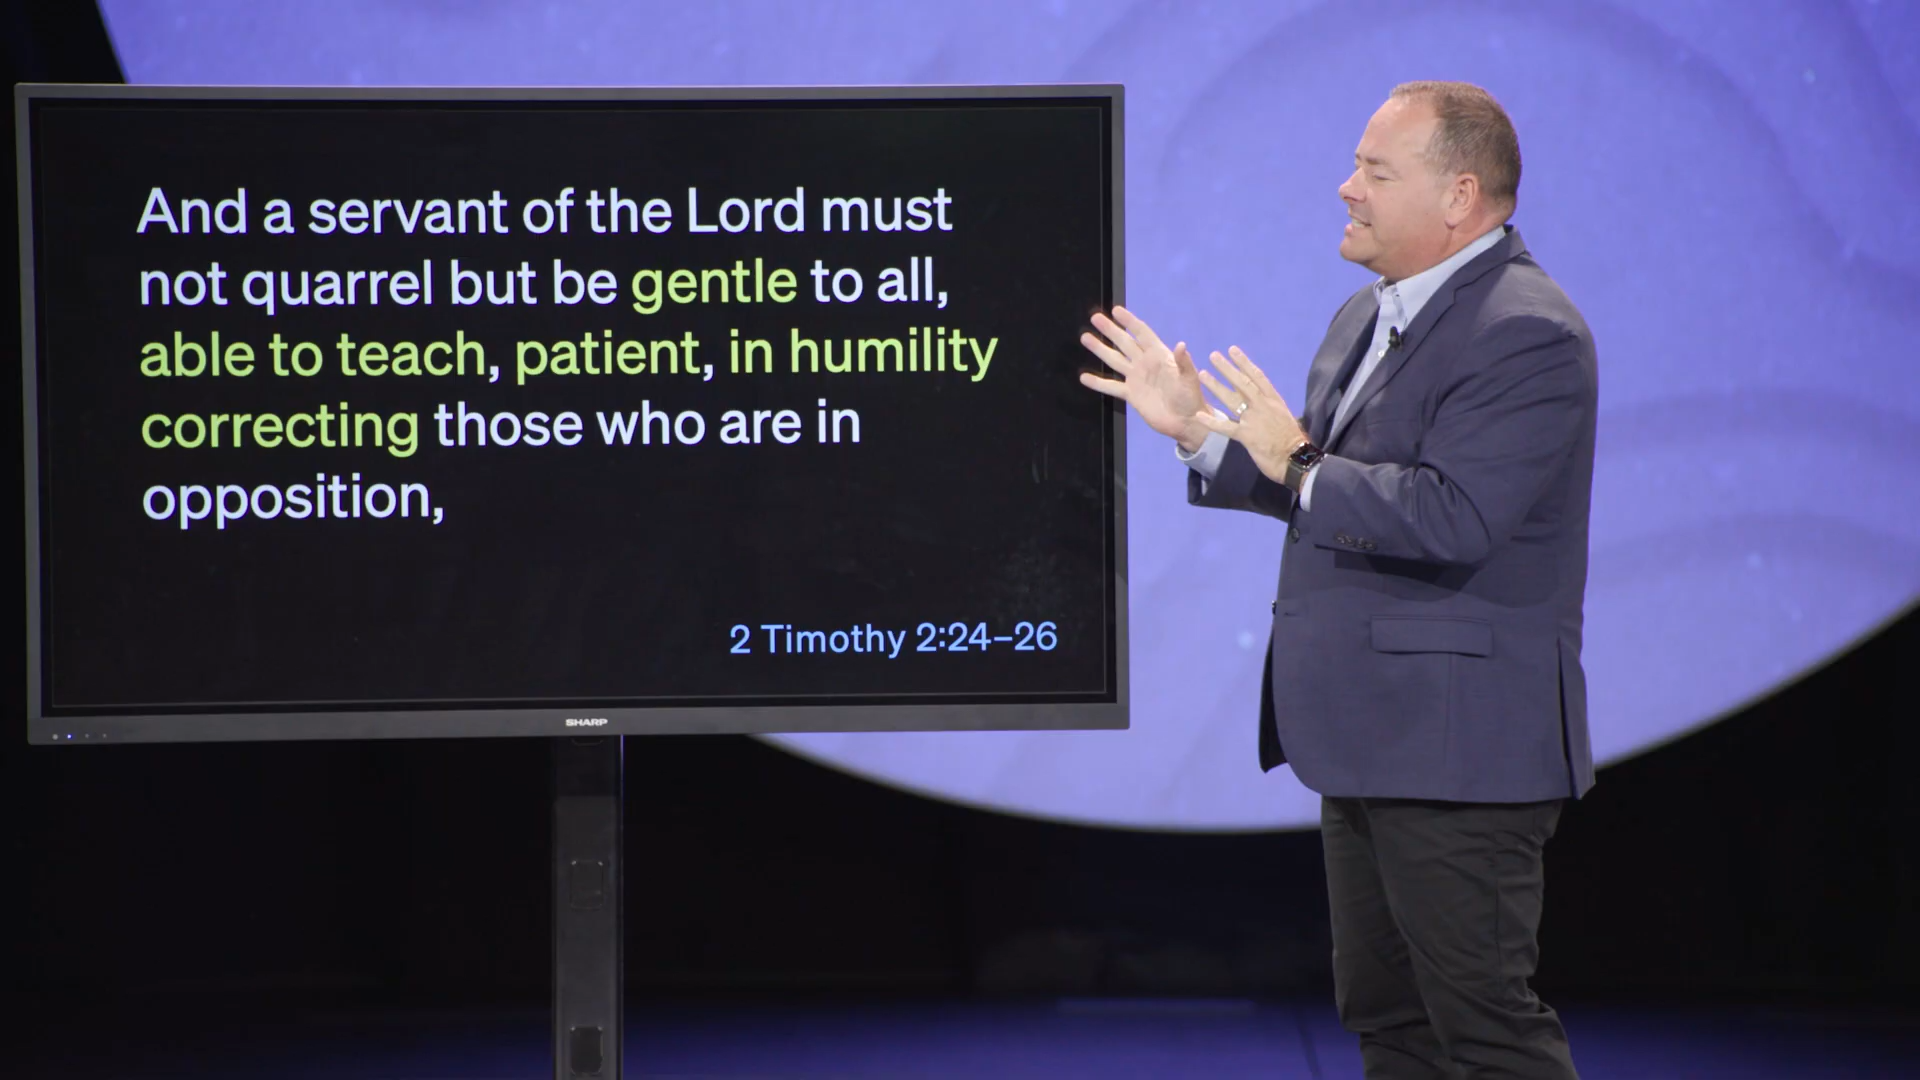 And a servant of the Lord must
not quarrel but be gentle to all,
able to teach, patient, in humility
correcting those who are in
opposition,
2 Timothy 2:24–26
SHARP